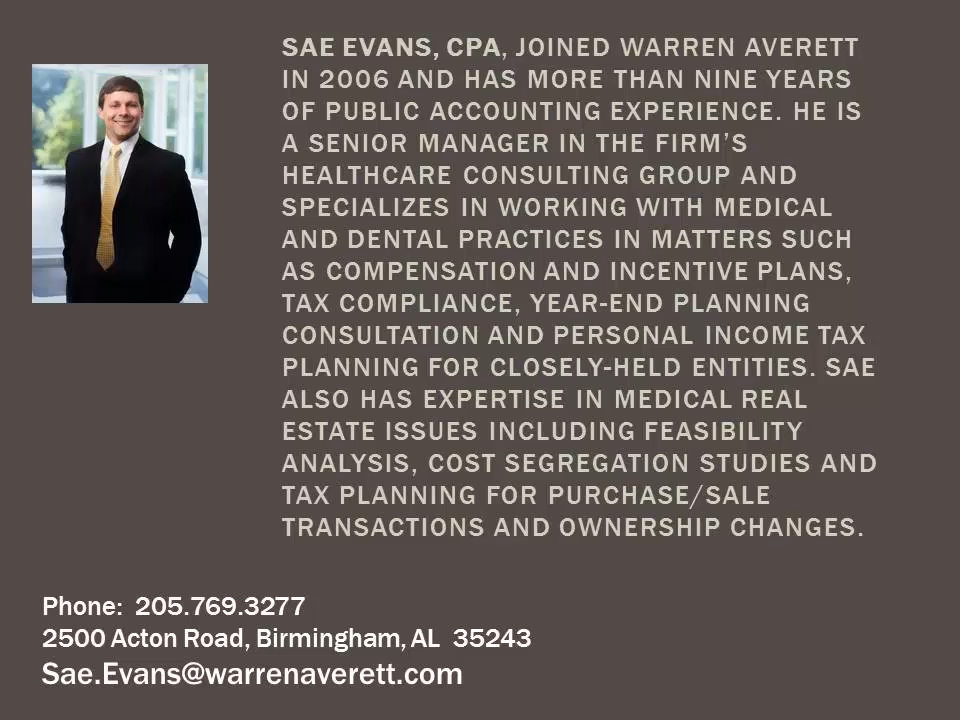 SAE EVANS, CPA, JOINED WARREN AVERETT
IN 2006 AND HAS MORE THAN NINE YEARS
OF PUBLIC ACCOUNTING EXPERIENCE. HE IS
A SENIOR MANAGER IN THE FIRM’S
HEALTHCARE CONSULTING GROUP AND
SPECIALIZES IN WORKING WITH MEDICAL
AND DENTAL PRACTICES IN MATTERS SUCH
AS COMPENSATION AND INCENTIVE PLANS,
TAX COMPLIANCE, YEAR-END PLANNING
CONSULTATION AND PERSONAL INCOME TAX
PLANNING FOR CLOSELY-HELD ENTITIES. SAE
ALSO HAS EXPERTISE IN MEDICAL REAL
ESTATE ISSUES INCLUDING FEASIBILITY
ANALYSIS, COST SEGREGATION STUDIES AND
TAX PLANNING FOR PURCHASE/SALE
TRANSACTIONS AND OWNERSHIP CHANGES.
Phone: 205.769.3277
2500 Acton Road, Birmingham, AL 35243
Sae.Evans@warrenaverett.com